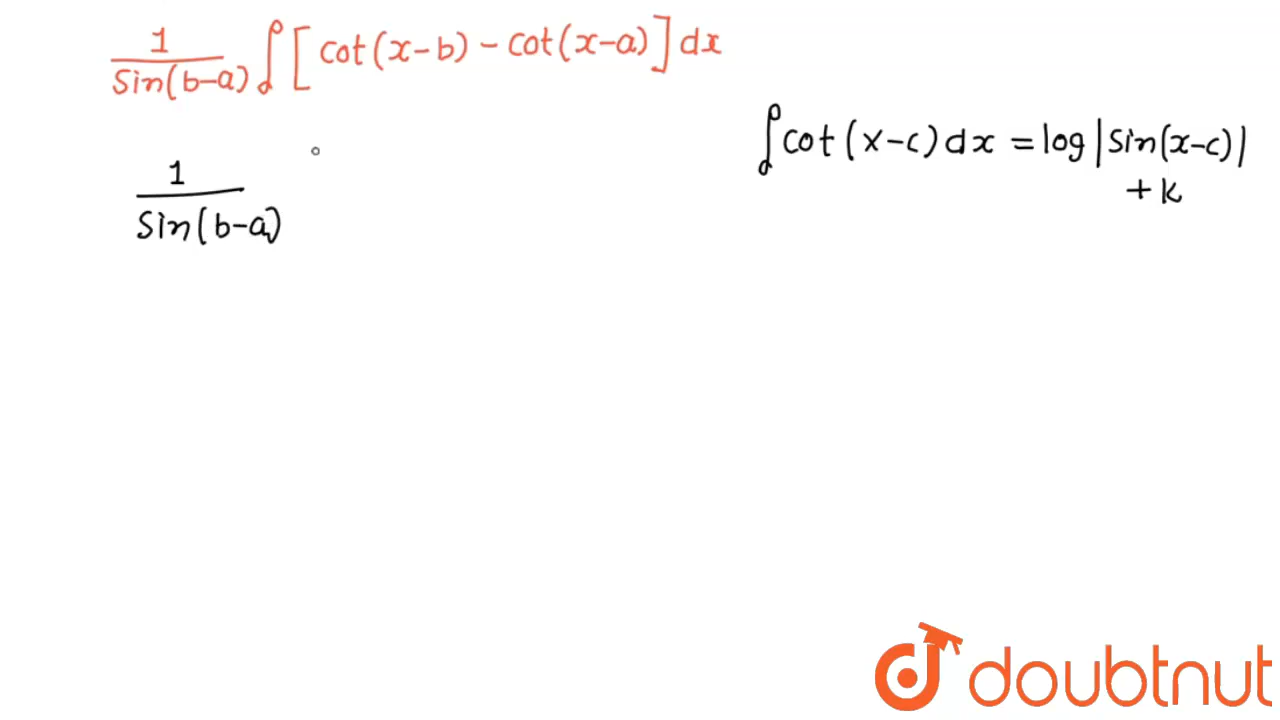 1/Sin(b-a) ∫ [cot(x-b) - cot(x-a)] dx
∫ cot(x-c) dx = log |Sin(x-c)|
+ k
1/Sin(b-a)
doubtnut